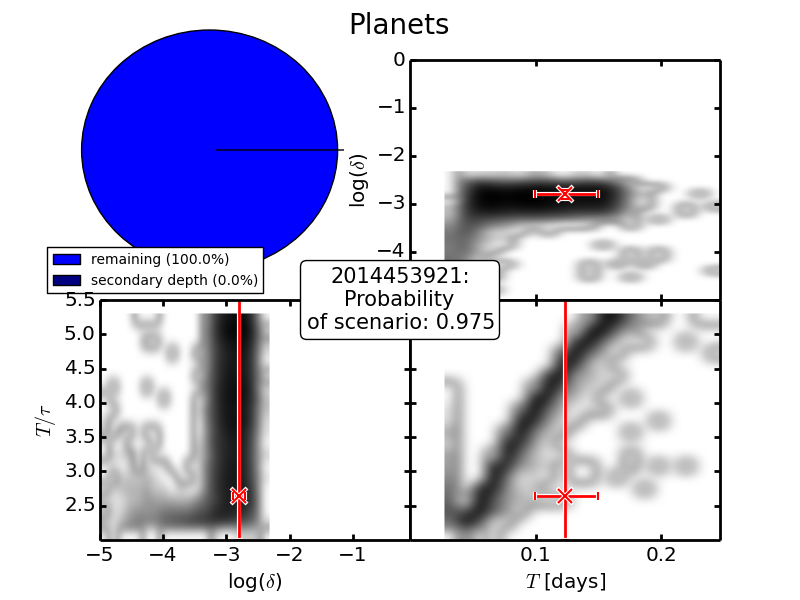 Planets
remaining (100.0%)
secondary depth (0.0%)
0
−1
−2
−3
−4
log(δ)
2014453921:
Probability
of scenario: 0.975
5.5
5.0
4.5
4.0
3.5
3.0
2.5
T/τ
−5 −4 −3 −2 −1
log(δ)
0.1 0.2
T [days]